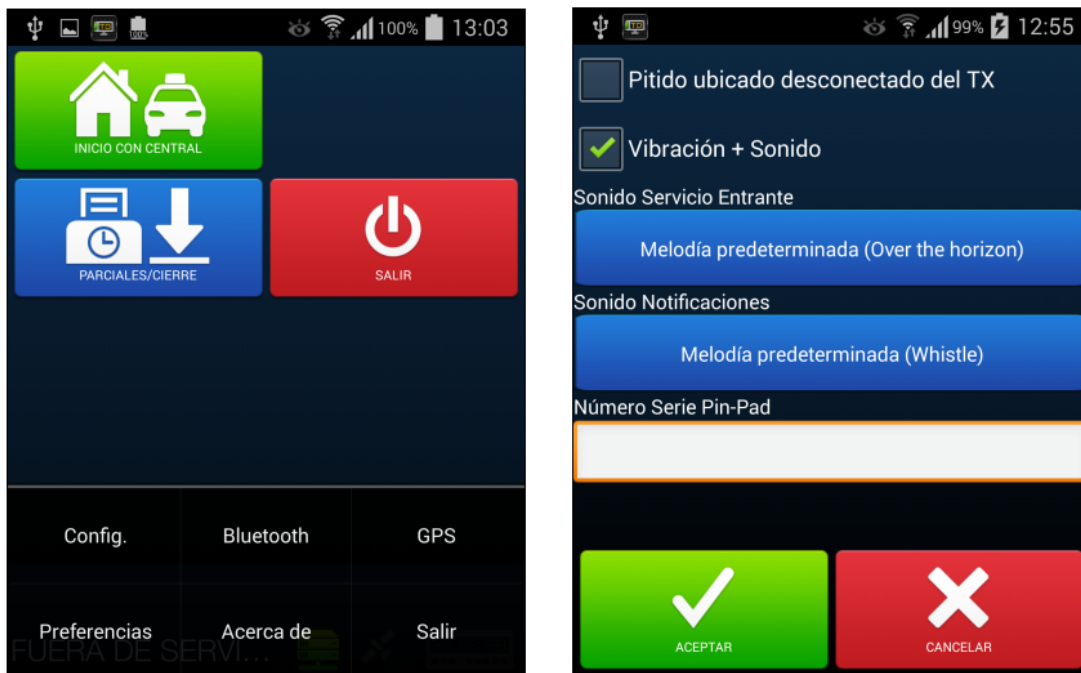 100% 13:03
INICIO CON CENTRAL
PARCIALES/CIERRE
SALIR
Config.
Bluetooth
GPS
Preferencias
Acerca de
Salir
FUERA DE SERVI...
99% 12:55
Pitido ubicado desconectado del TX
Vibración + Sonido
Sonido Servicio Entrante
Melodía predeterminada (Over the horizon)
Sonido Notificaciones
Melodía predeterminada (Whistle)
Número Serie Pin-Pad
ACEPTAR
CANCELAR